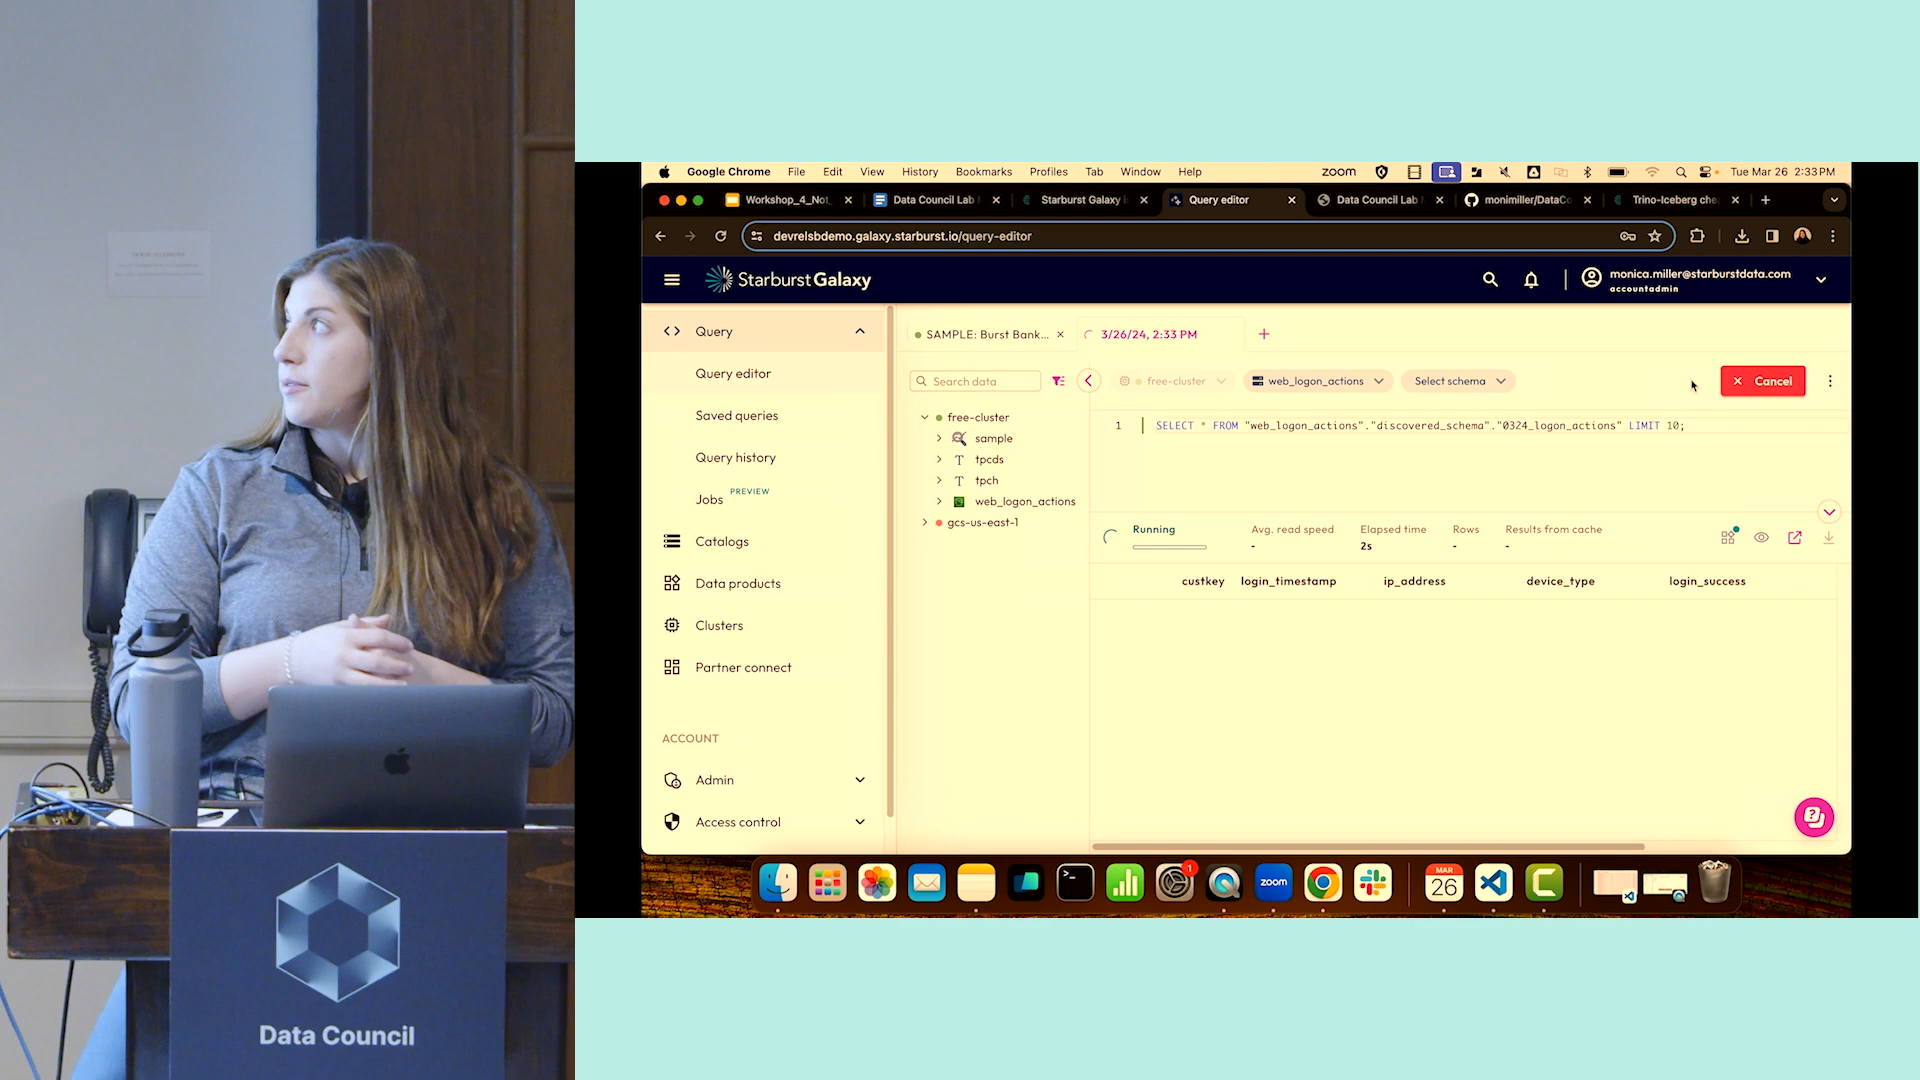 Google Chrome File Edit View History Bookmarks Profiles Tab Window Help zoom Tue Mar 26 2:33 PM
Workshop_4_Not Data Council Lab Starburst Galaxy i Query editor Data Council Lab monimiller/DataCo Trino-Iceberg che
devrelsbdemo.galaxy.starburst.io/query-editor
Starburst Galaxy
monica.miller@starburstdata.com
accountadmin
Query
Query editor
Saved queries
Query history
Jobs PREVIEW
Catalogs
Data products
Clusters
Partner connect
ACCOUNT
Admin
Access control
SAMPLE: Burst Bank... 3/26/24, 2:33 PM
Search data
free-cluster
sample
tpcds
tpch
web_logon_actions
gcs-us-east-1
free-cluster web_logon_actions Select schema Cancel
1 SELECT * FROM "web_logon_actions"."discovered_schema"."0324_logon_actions" LIMIT 10;
Running Avg. read speed Elapsed time Rows Results from cache
- 2s - -
custkey login_timestamp ip_address device_type login_success
1
zoom
MAR
26
Data Council